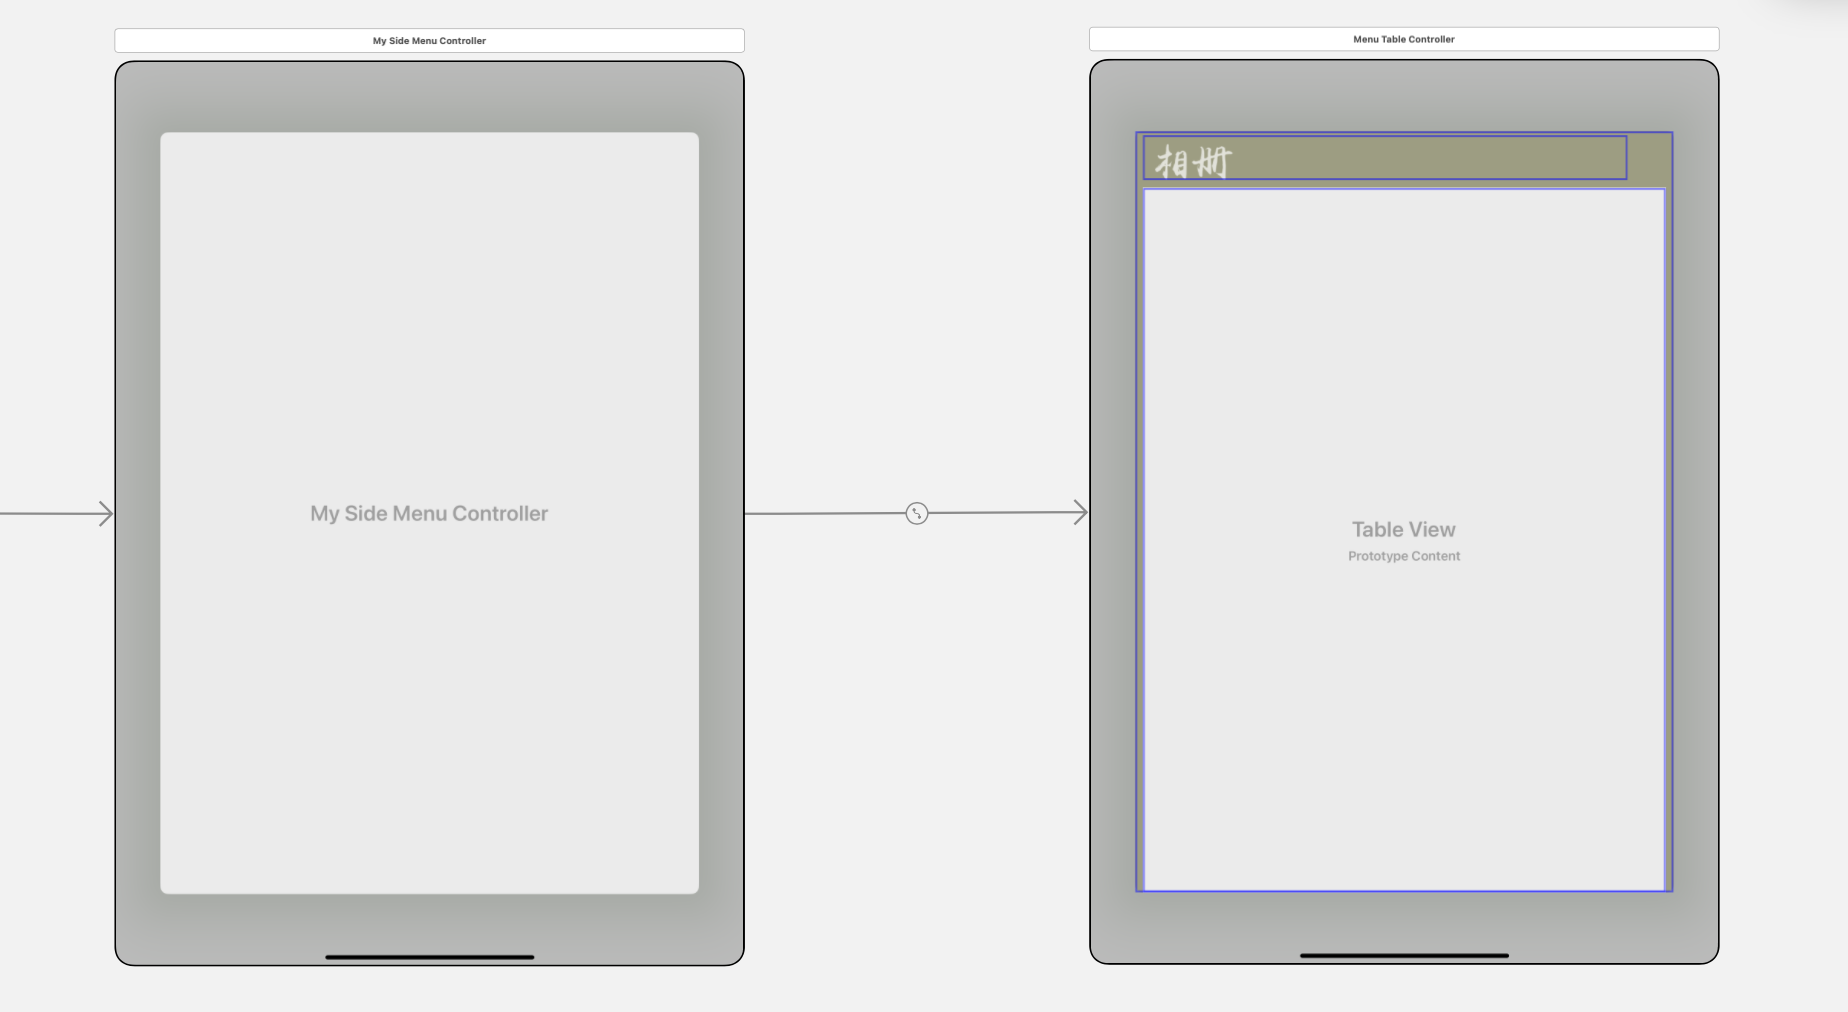 My Side Menu Controller
My Side Menu Controller
Menu Table Controller
相册
Table View
Prototype Content